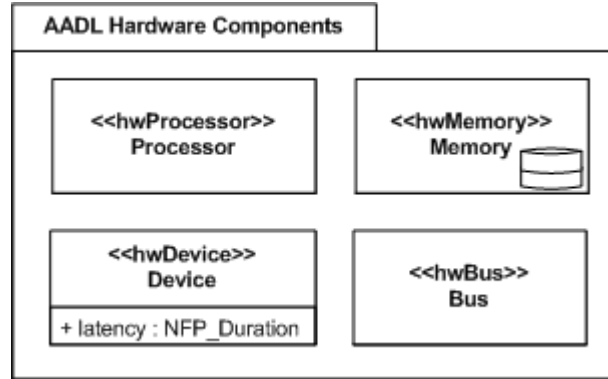 AADL Hardware Components
<<hwProcessor>>
Processor
<<hwMemory>>
Memory
<<hwDevice>>
Device
+ latency : NFP_Duration
<<hwBus>>
Bus